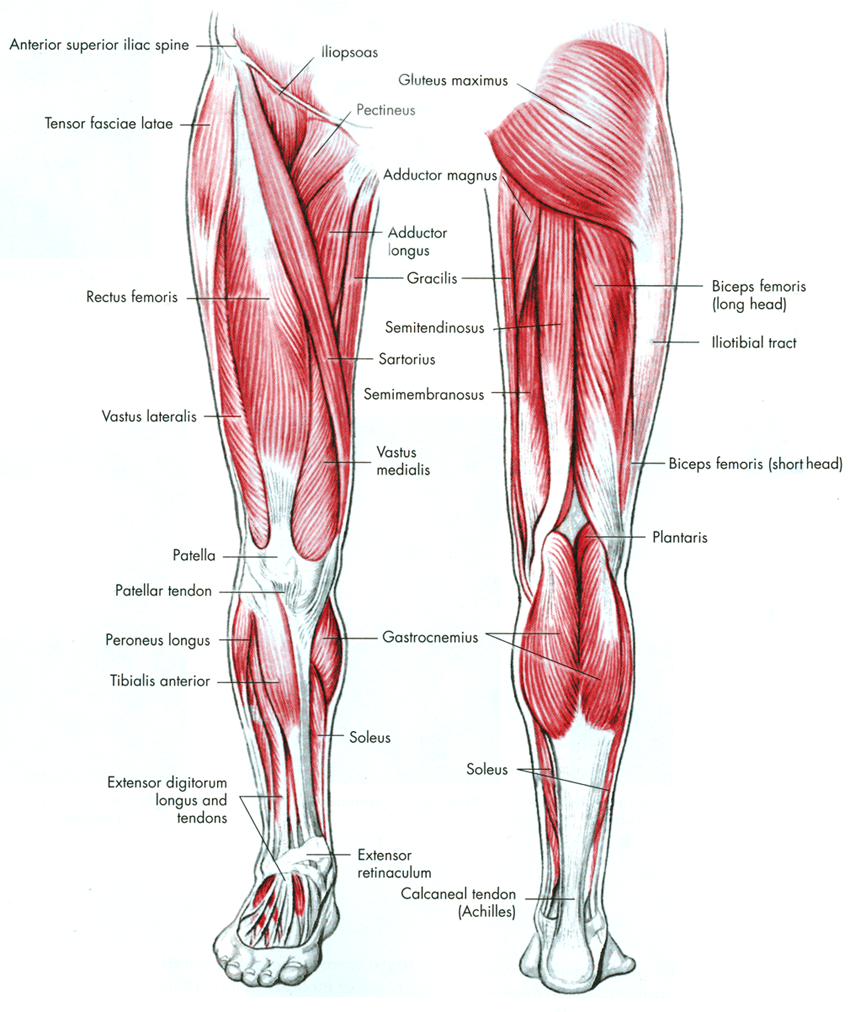 Anterior superior iliac spine
Iliopsoas
Pectineus
Tensor fasciae latae
Adductor
longus
Gracilis
Rectus femoris
Sartorius
Vastus lateralis
Vastus
medialis
Patella
Patellar tendon
Peroneus longus
Gastrocnemius
Tibialis anterior
Soleus
Extensor digitorum
longus and
tendons
Extensor
retinaculum
Gluteus maximus
Adductor magnus
Biceps femoris
(long head)
Semitendinosus
Iliotibial tract
Semimembranosus
Biceps femoris (short head)
Plantaris
Soleus
Calcaneal tendon
(Achilles)